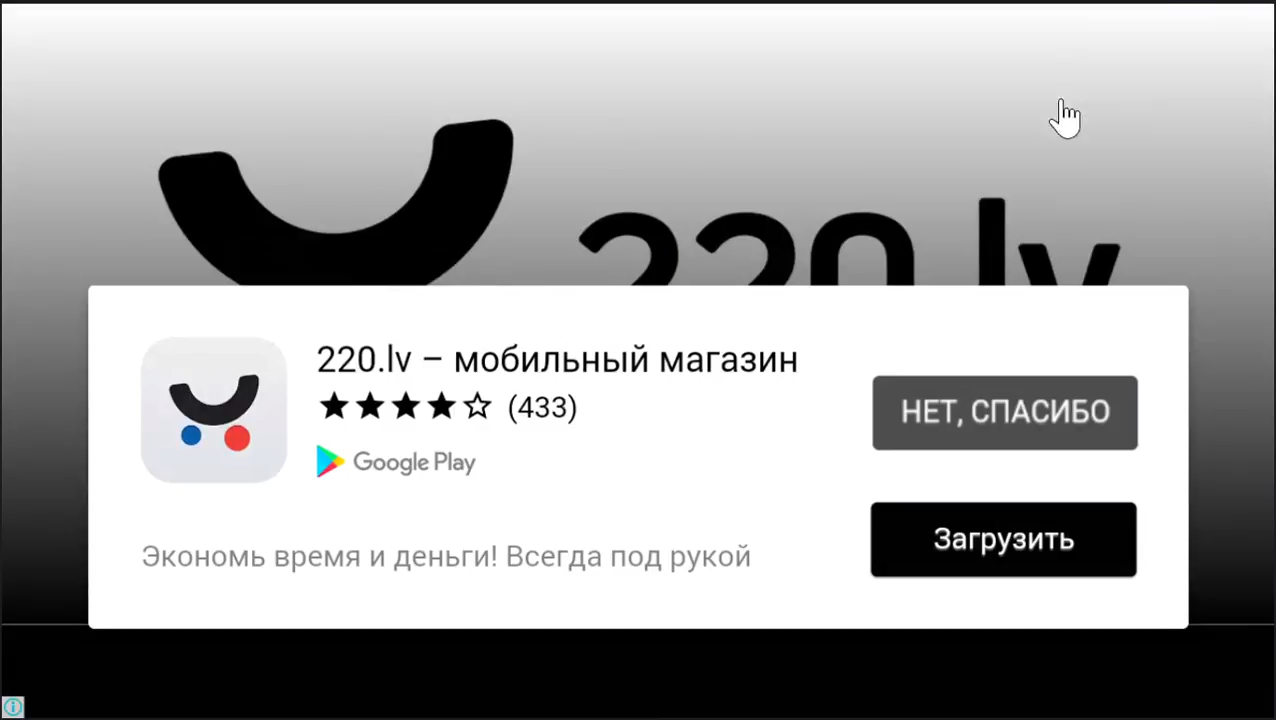 220.lv
220.lv – мобильный магазин
(433)
Google Play
НЕТ, СПАСИБО
Загрузить
Экономь время и деньги! Всегда под рукой